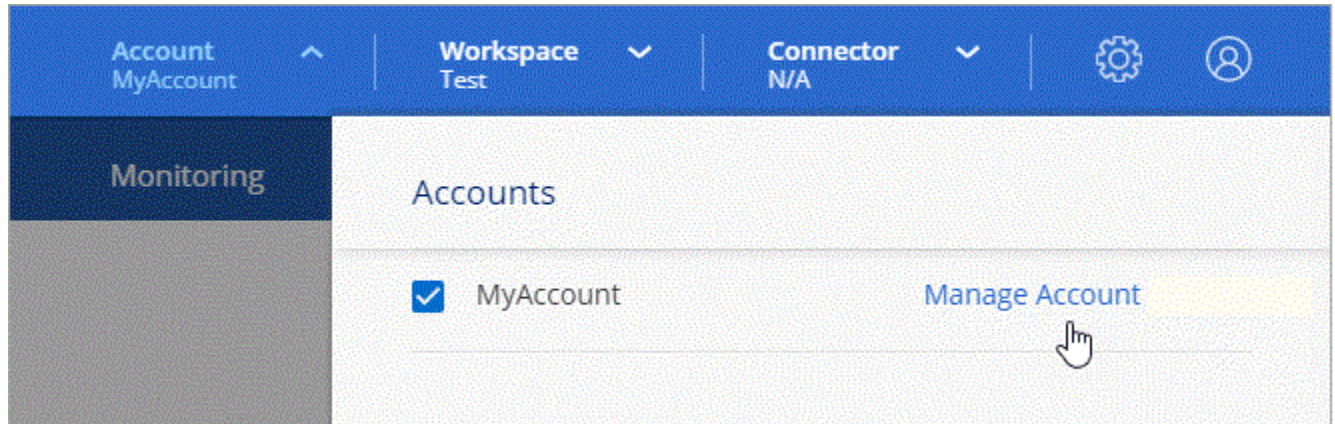 Account
MyAccount
Workspace
Test
Connector
N/A
Monitoring
Accounts
MyAccount
Manage Account